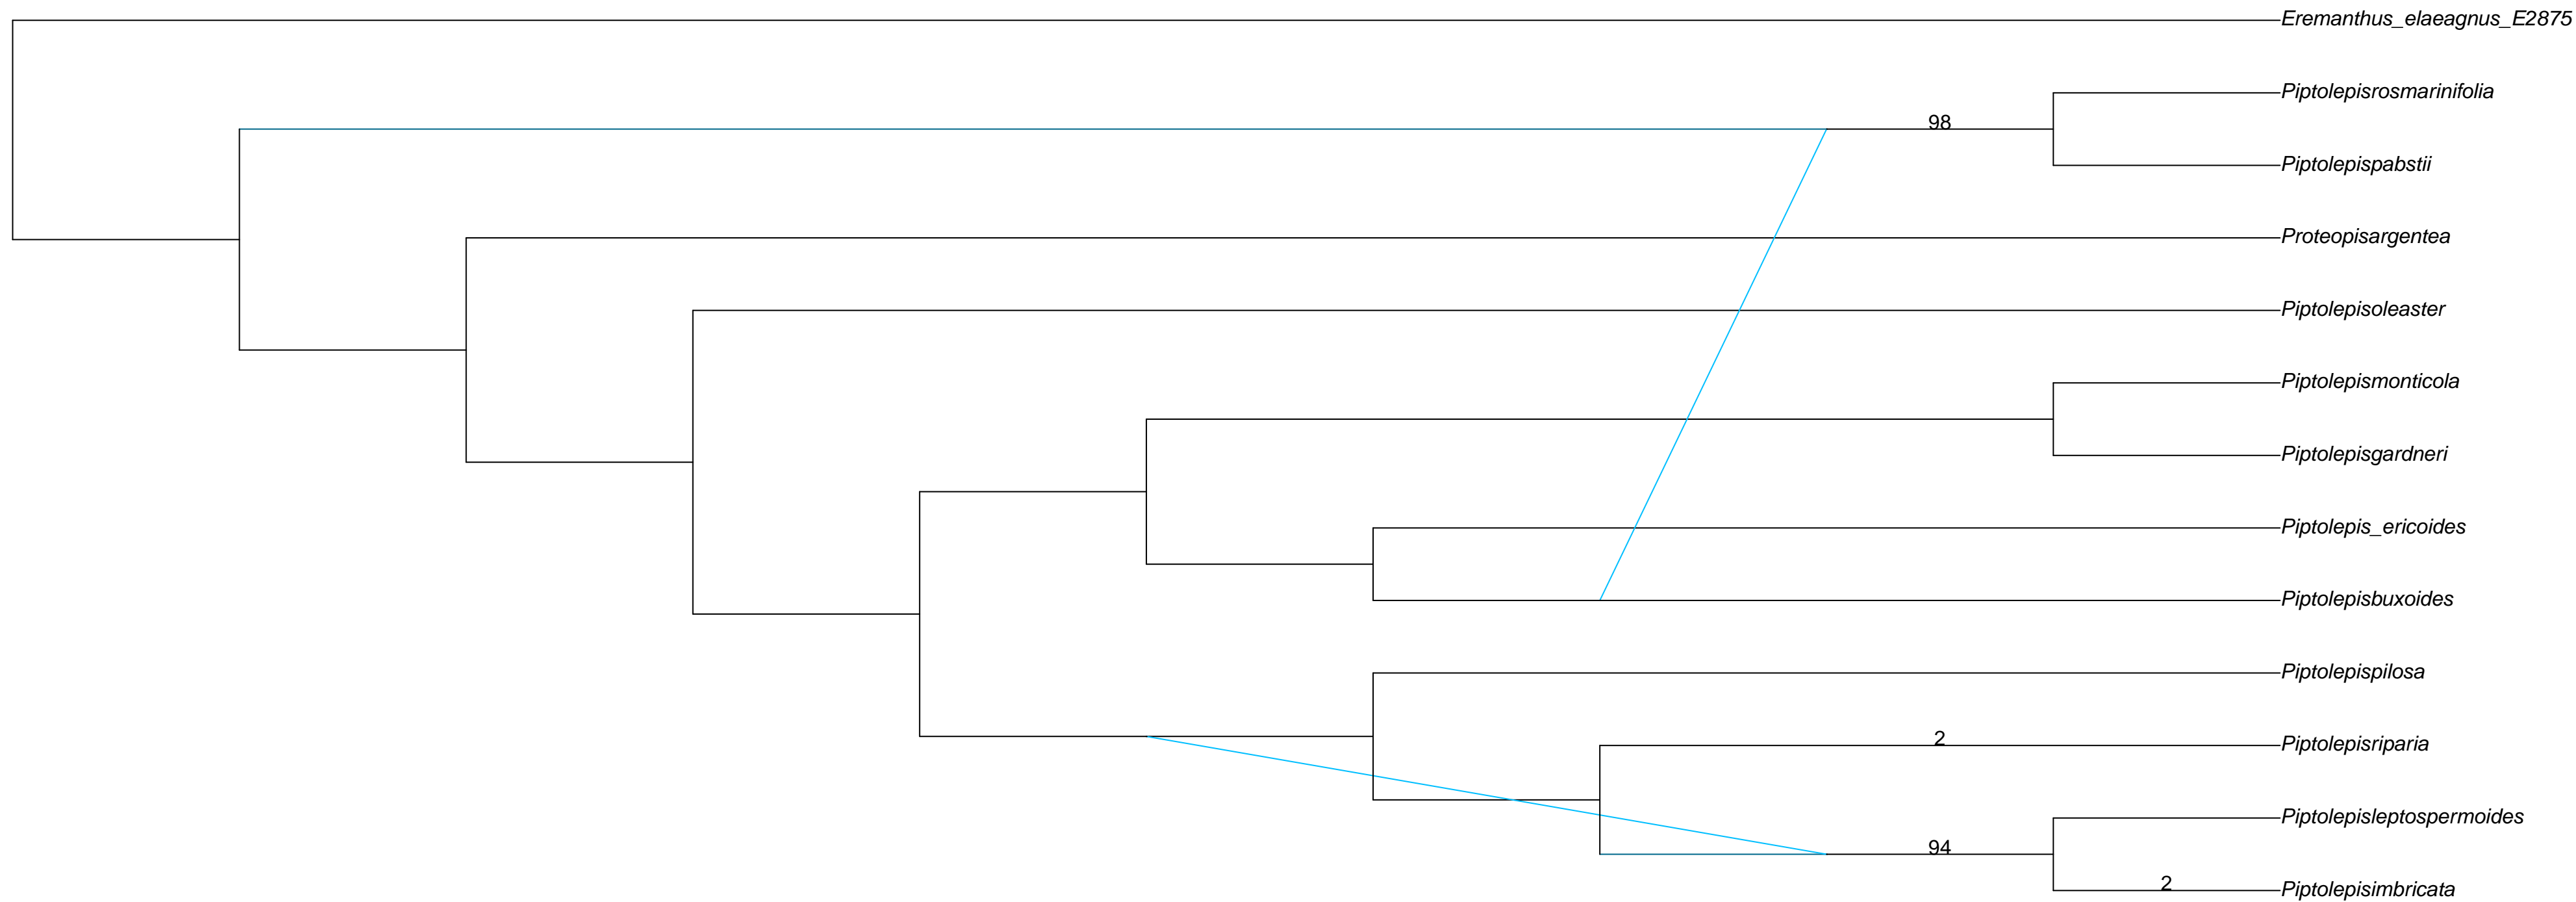 Eremanthus_elaeagnus_E2875
Piptolepisrosmarinifolia
98
Piptolepispabstii
Proteopisargentea
Piptolepisoleaster
Piptolepismonticola
Piptolepisgardneri
Piptolepis_ericoides
Piptolepisbuxoides
Piptolepispilosa
2
Piptolepisriparia
Piptolepisleptospermoides
94
2
Piptolepisimbricata